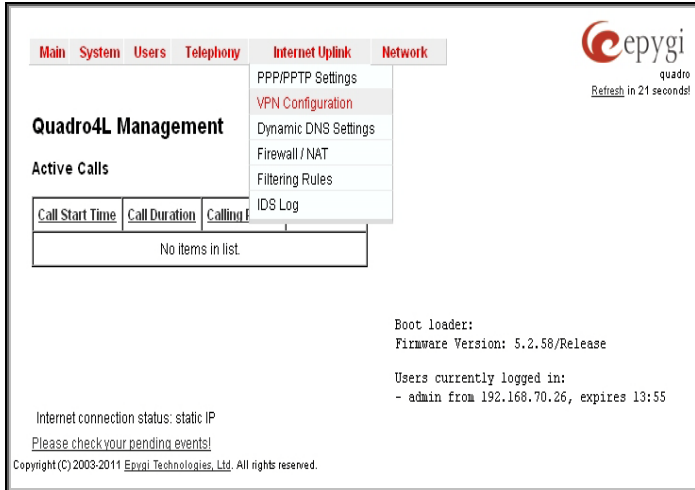 epygi
quadro
Refresh in 21 seconds!
Main System Users Telephony Internet Uplink Network
PPP/PPTP Settings
VPN Configuration
Dynamic DNS Settings
Firewall / NAT
Filtering Rules
IDS Log
Quadro4L Management
Active Calls
Call Start Time Call Duration Calling
No items in list.
Boot loader:
Firmware Version: 5.2.58/Release
Users currently logged in:
- admin from 192.168.70.26, expires 13:55
Internet connection status: static IP
Please check your pending events!
Copyright (C) 2003-2011 Epygi Technologies, Ltd. All rights reserved.